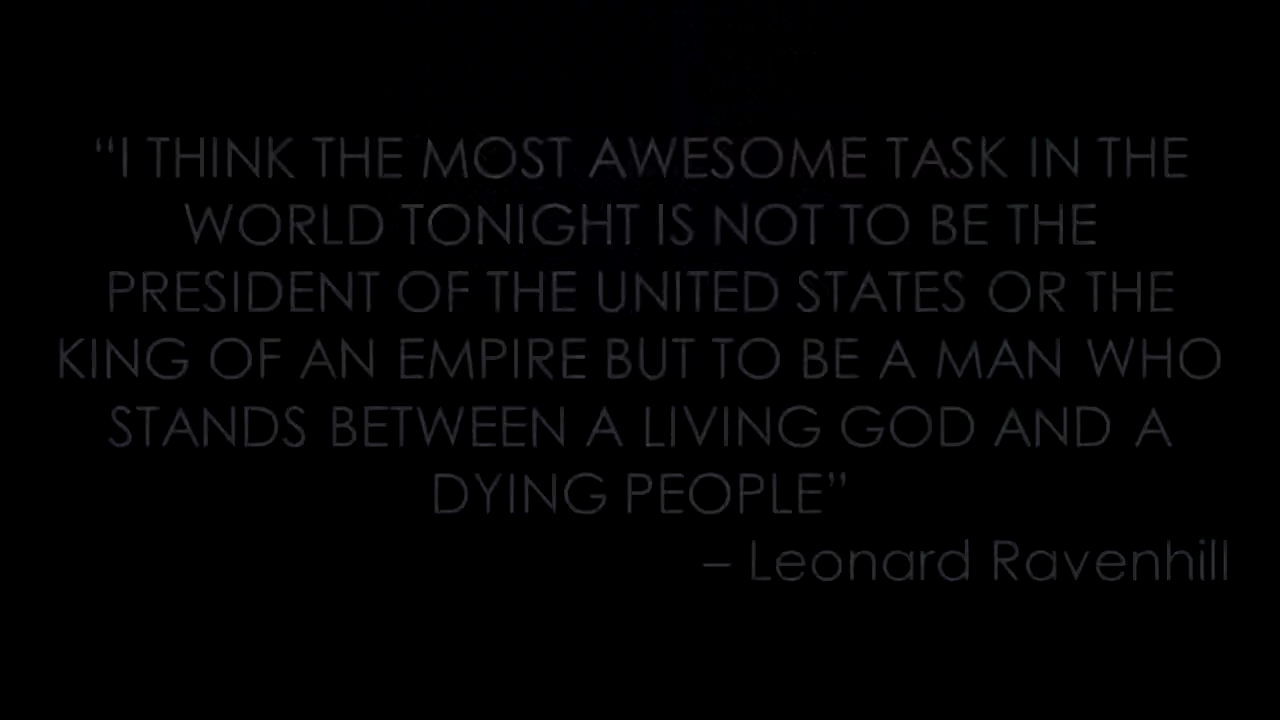 “I THINK THE MOST AWESOME TASK IN THE
WORLD TONIGHT IS NOT TO BE THE
PRESIDENT OF THE UNITED STATES OR THE
KING OF AN EMPIRE BUT TO BE A MAN WHO
STANDS BETWEEN A LIVING GOD AND A
DYING PEOPLE”
– Leonard Ravenhill